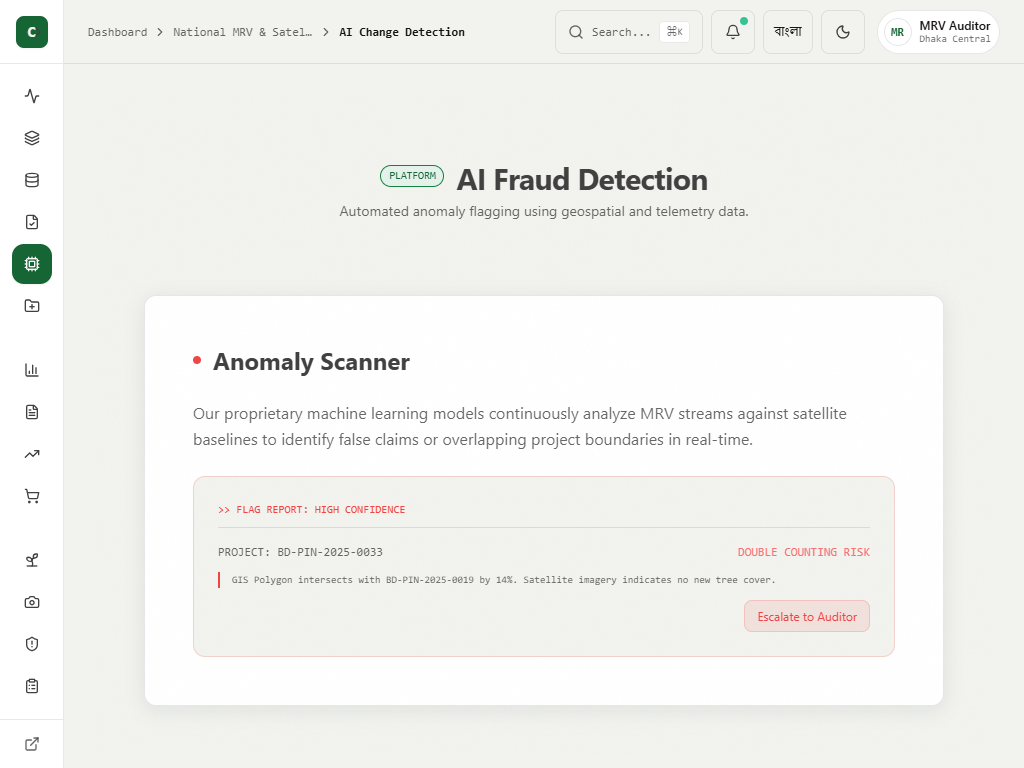 C
Dashboard > National MRV & Satel… > AI Change Detection
Search... ⌘K
বাংলা
MR
MRV Auditor
Dhaka Central
PLATFORM
AI Fraud Detection
Automated anomaly flagging using geospatial and telemetry data.
Anomaly Scanner
Our proprietary machine learning models continuously analyze MRV streams against satellite
baselines to identify false claims or overlapping project boundaries in real-time.
>> FLAG REPORT: HIGH CONFIDENCE
PROJECT: BD-PIN-2025-0033
DOUBLE COUNTING RISK
GIS Polygon intersects with BD-PIN-2025-0019 by 14%. Satellite imagery indicates no new tree cover.
Escalate to Auditor